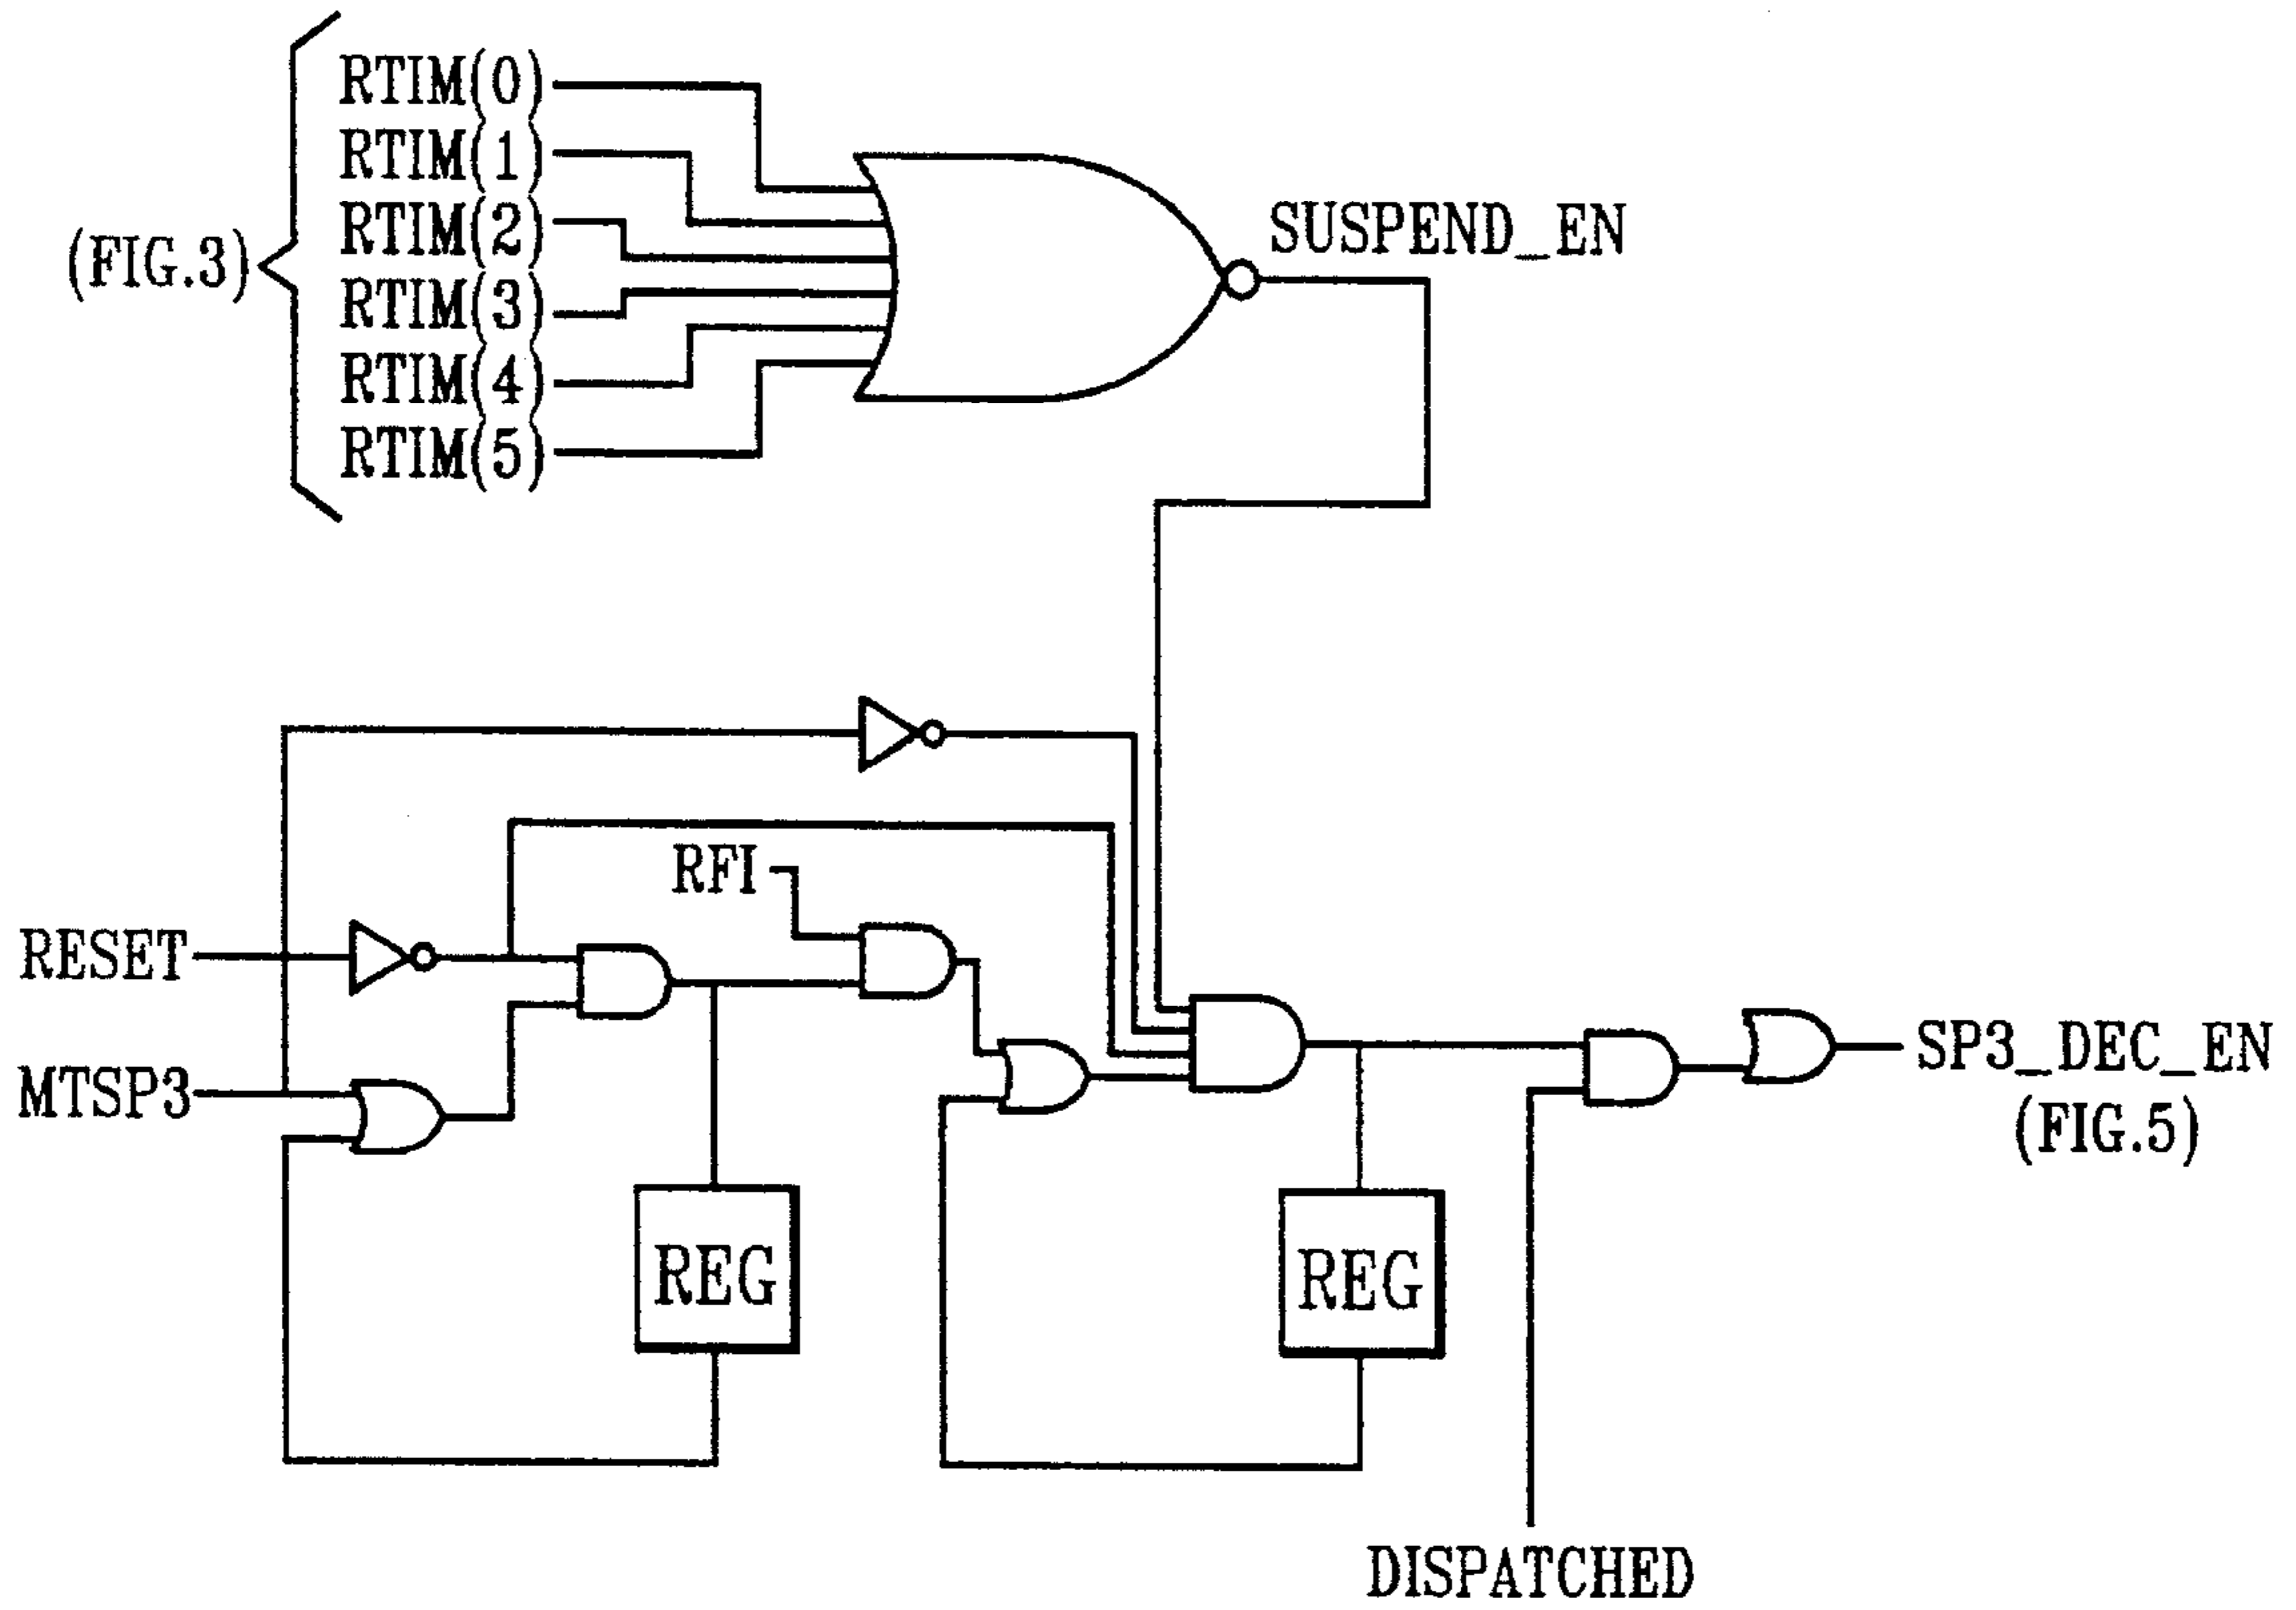 RTIM(0)
RTIM(1)
RTIM(2)
(FIG.3)
RTIM(3)
RTIM(4)
RTIM(5)
SUSPEND_EN
RFI
RESET
MTSP3
REG
REG
SP3_DEC_EN
(FIG.5)
DISPATCHED